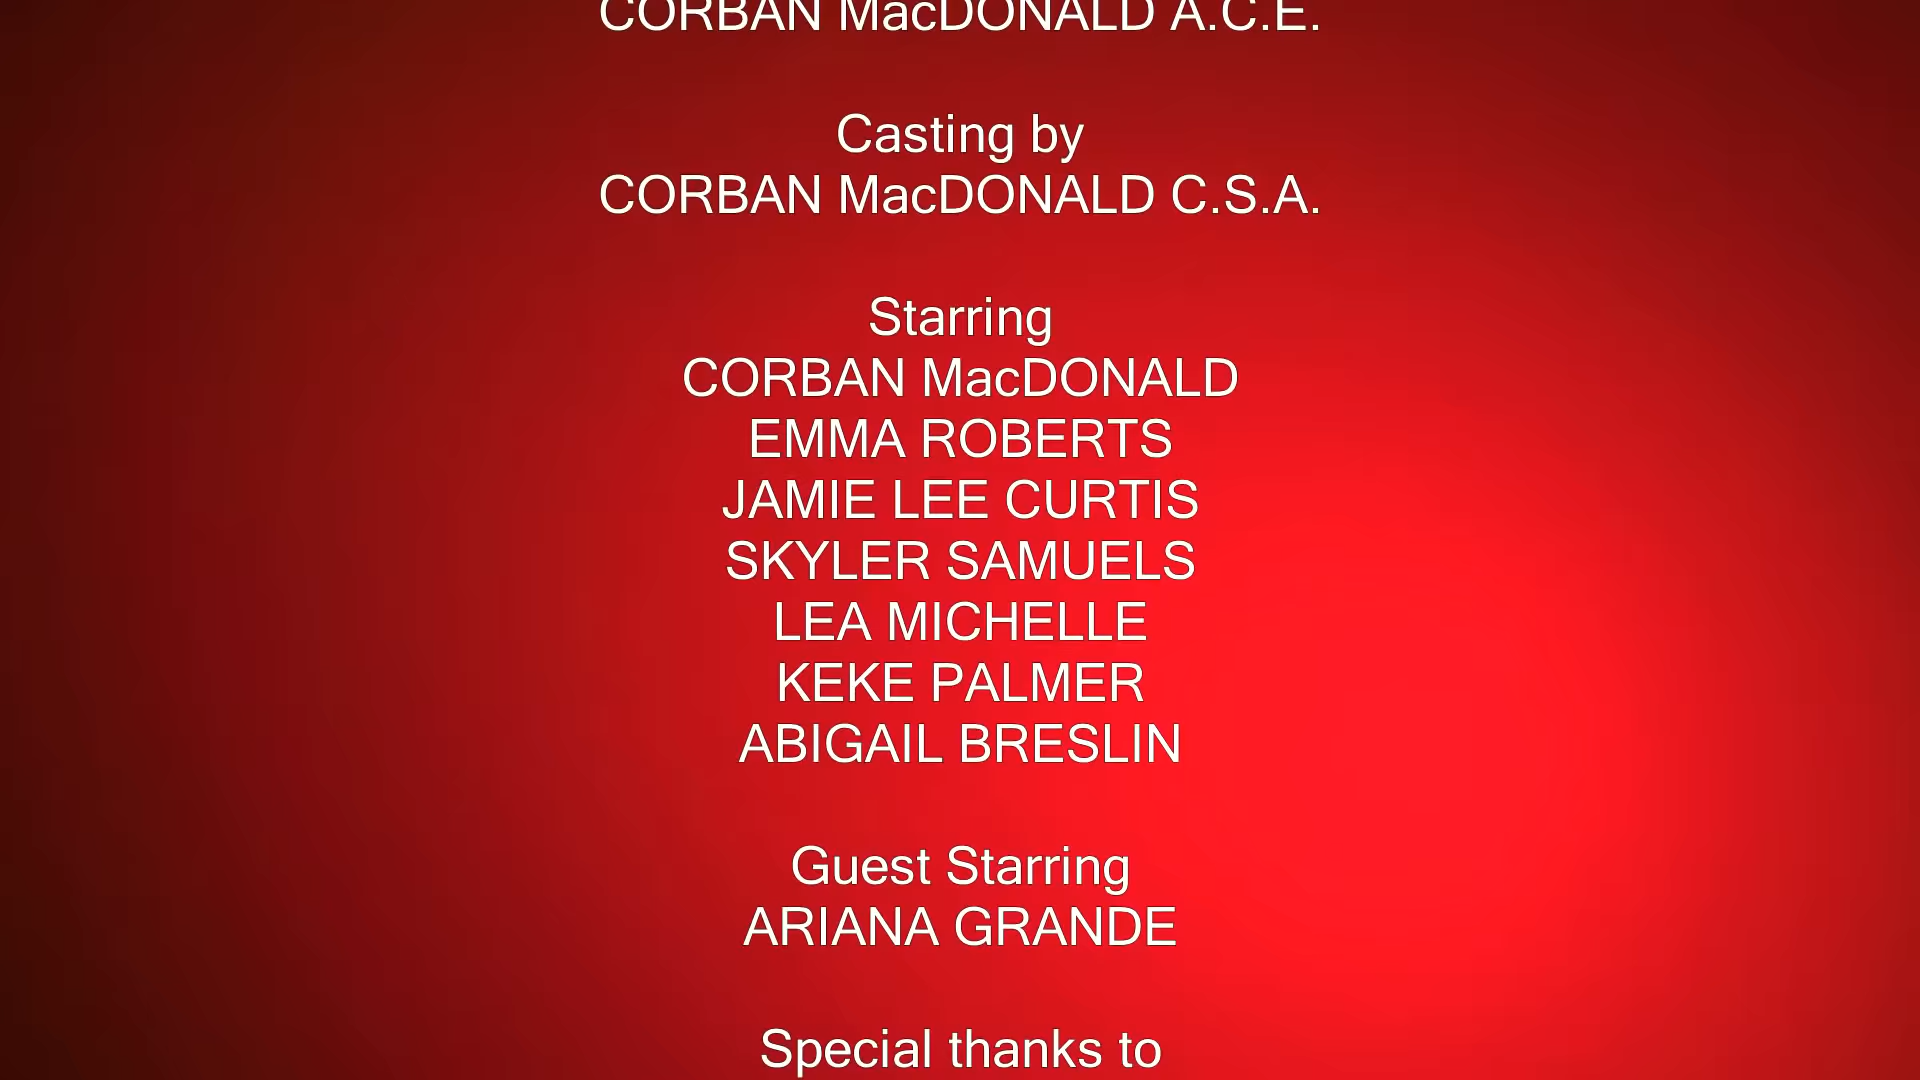 CORBAN MacDONALD A.C.E.
Casting by
CORBAN MacDONALD C.S.A.
Starring
CORBAN MacDONALD
EMMA ROBERTS
JAMIE LEE CURTIS
SKYLER SAMUELS
LEA MICHELLE
KEKE PALMER
ABIGAIL BRESLIN
Guest Starring
ARIANA GRANDE
Special thanks to